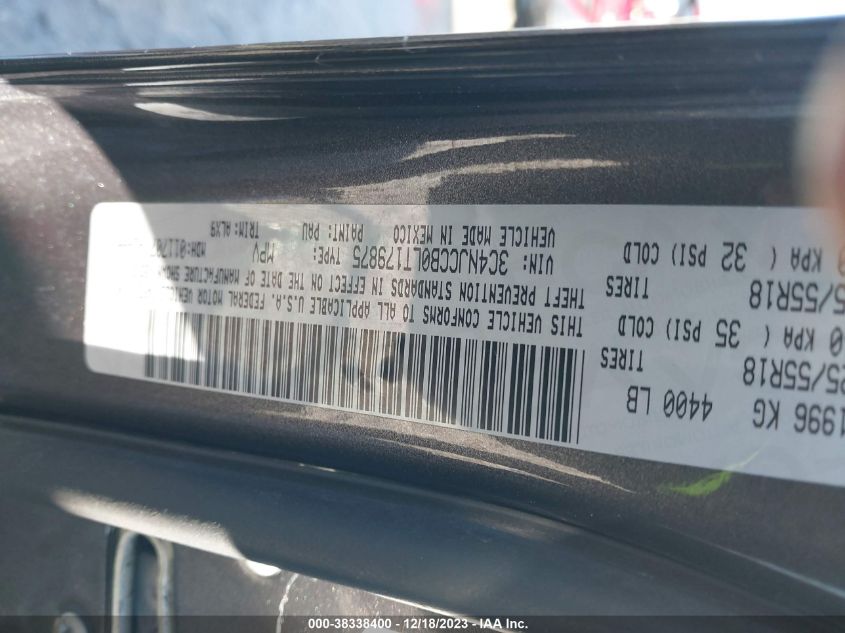 1996 KG 4400 LB
25/55R18 TIRES
0 KPA ( 35 PSI) COLD
5/55R18 TIRES
0 KPA ( 32 PSI) COLD
THIS VEHICLE CONFORMS TO ALL APPLICABLE U.S.A. FEDERAL MOTOR
THEFT PREVENTION STANDARDS IN EFFECT ON THE DATE OF MANUFACTURE
VIN: 3C4NJCCB0LT179875 TYPE: MPV MDH:
VEHICLE MADE IN MEXICO PAINT: PAU TRIM: ALX9
000-38338400 - 12/18/2023 - IAA Inc.